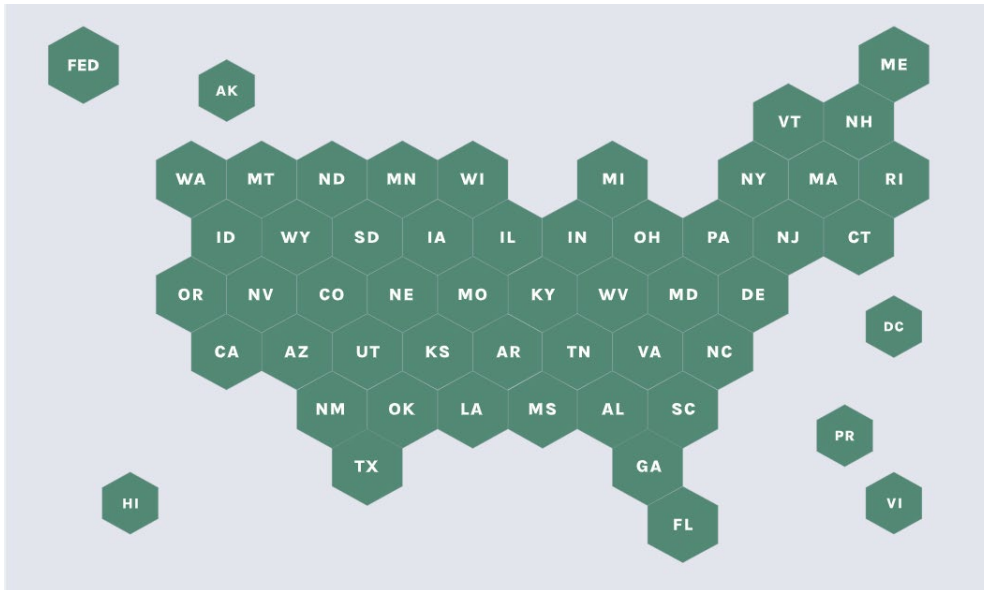 FED
ME
AK
VT NH
WA MT ND MN WI MI NY MA RI
ID WY SD IA IL IN OH PA NJ CT
OR NV CO NE MO KY WV MD DE
DC
CA AZ UT KS AR TN VA NC
NM OK LA MS AL SC
PR
TX GA
HI VI
FL